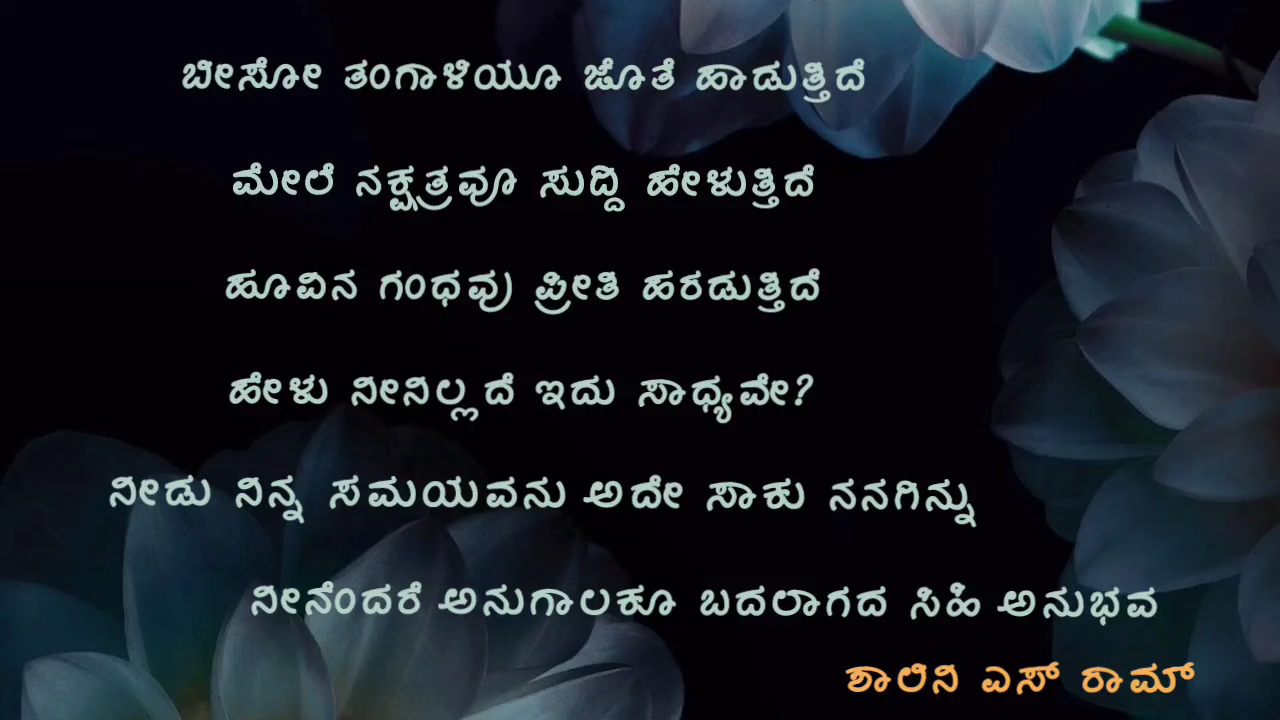 ಬೀಸೋ ತಂಗಾಳಿಯೂ ಜೊತೆ ಹಾಡುತ್ತಿದೆ
ಮೇಲೆ ನಕ್ಷತ್ರವೂ ಸುದ್ದಿ ಹೇಳುತ್ತಿದೆ
ಹೂವಿನ ಗಂಧವು ಪ್ರೀತಿ ಹರಡುತ್ತಿದೆ
ಹೇಳು ನೀನಿಲ್ಲದೆ ಇದು ಸಾಧ್ಯವೇ?
ನೀಡು ನಿನ್ನ ಸಮಯವನು ಅದೇ ಸಾಕು ನನಗಿನ್ನು
ನೀನೆಂದರೆ ಅನುಗಾಲಕೂ ಬದಲಾಗದ ಸಿಹಿ ಅನುಭವ
ಶಾಲಿನಿ ಎಸ್ ರಾಮ್